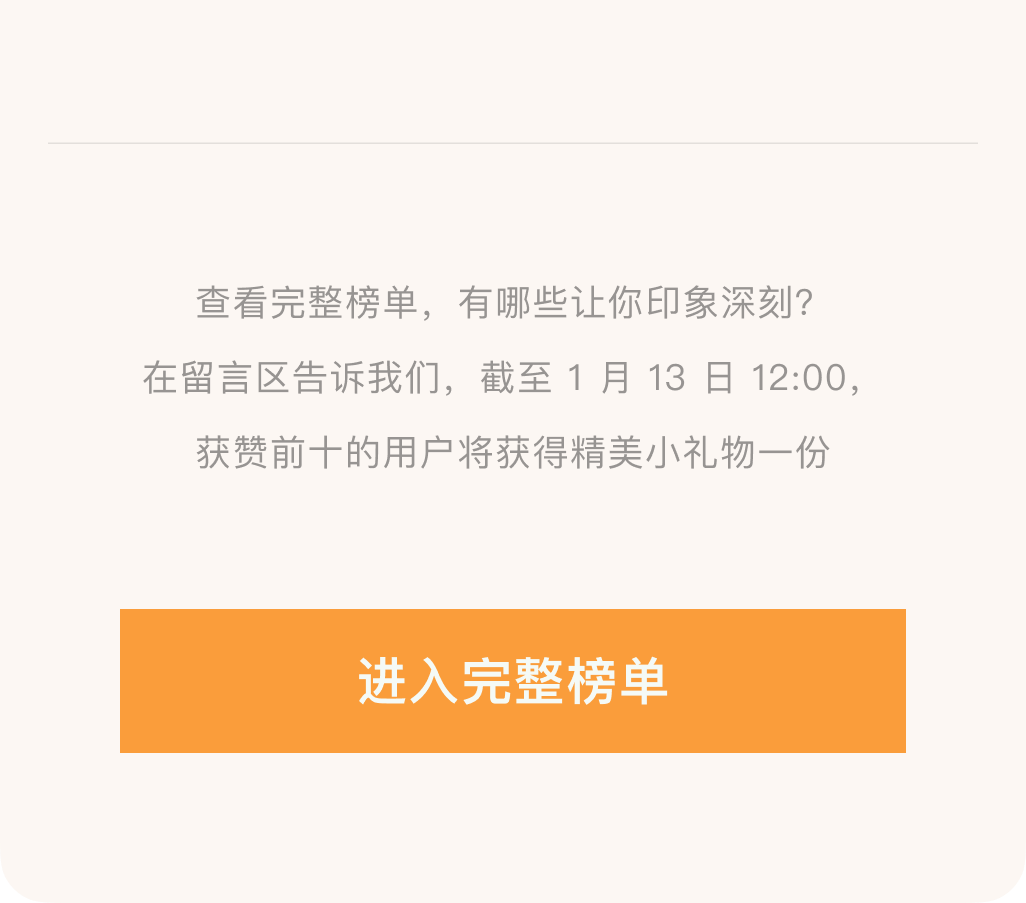 查看完整榜单，有哪些让你印象深刻？
在留言区告诉我们，截至 1 月 13 日 12:00，
获赞前十的用户将获得精美小礼物一份
进入完整榜单